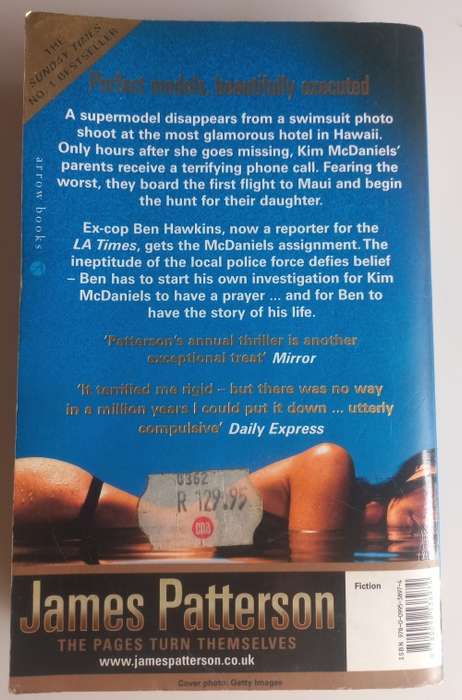 THE
SUNDAY TIMES
NO. 1 BESTSELLER
Perfect models, beautifully executed
A supermodel disappears from a swimsuit photo
shoot at the most glamorous hotel in Hawaii.
Only hours after she goes missing, Kim McDaniels'
parents receive a terrifying phone call. Fearing the
worst, they board the first flight to Maui and begin
the hunt for their daughter.
arrow books
Ex-cop Ben Hawkins, now a reporter for the
LA Times, gets the McDaniels assignment. The
ineptitude of the local police force defies belief
– Ben has to start his own investigation for Kim
McDaniels to have a prayer ... and for Ben to
have the story of his life.
'Patterson's annual thriller is another
exceptional treat' Mirror
'It terrified me rigid – but there was no way
in a million years I could put it down ... utterly
compulsive' Daily Express
0362
R 129.95
cna
James Patterson
THE PAGES TURN THEMSELVES
www.jamespatterson.co.uk
Fiction
Cover photo: Getty Images